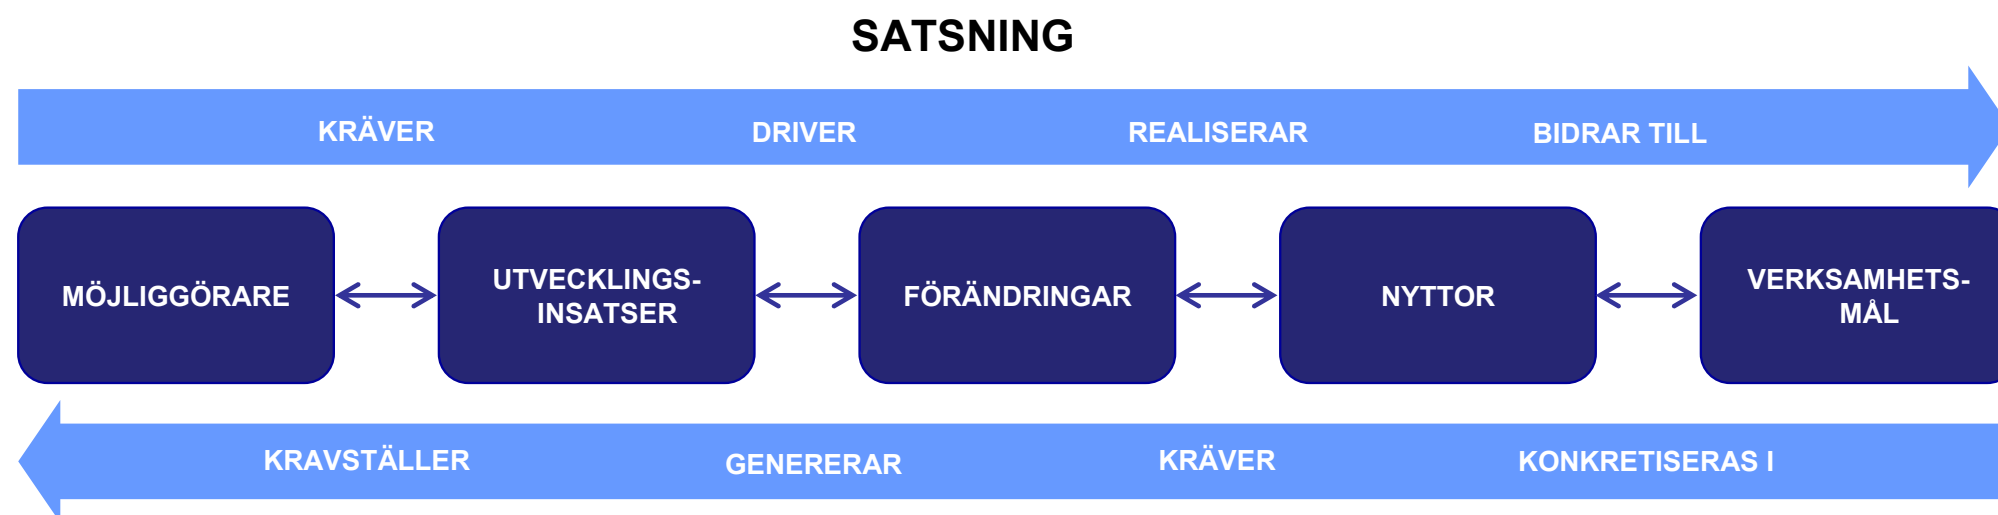 SATSNING
KRÄVER DRIVER REALISERAR BIDRAR TILL
MÖJLIGGÖRARE
UTVECKLINGS-
INSATSER
FÖRÄNDRINGAR
NYTTOR
VERKSAMHETS-
MÅL
KRAVSTÄLLER GENERERAR KRÄVER KONKRETISERAS I